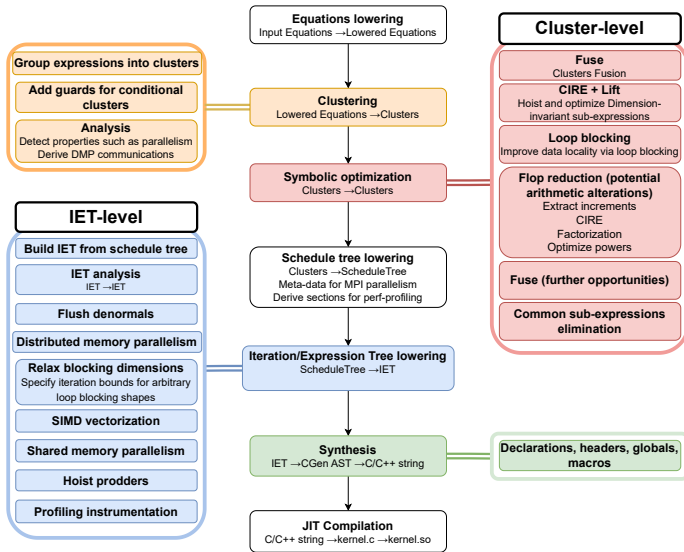 Equations lowering
Input Equations →Lowered Equations
Group expressions into clusters
Add guards for conditional
clusters
Analysis
Detect properties such as parallelism
Derive DMP communications
Clustering
Lowered Equations →Clusters
Symbolic optimization
Clusters →Clusters
Cluster-level
Fuse
Clusters Fusion
CIRE + Lift
Hoist and optimize Dimension-
invariant sub-expressions
Loop blocking
Improve data locality via loop blocking
Flop reduction (potential
arithmetic alterations)
Extract increments
CIRE
Factorization
Optimize powers
Fuse (further opportunities)
Common sub-expressions
elimination
Schedule tree lowering
Clusters →ScheduleTree
Meta-data for MPI parallelism
Derive sections for perf-profiling
IET-level
Build IET from schedule tree
IET analysis
IET →IET
Flush denormals
Distributed memory parallelism
Relax blocking dimensions
Specify iteration bounds for arbitrary
loop blocking shapes
SIMD vectorization
Shared memory parallelism
Hoist prodders
Profiling instrumentation
Iteration/Expression Tree lowering
ScheduleTree →IET
Synthesis
IET →CGen AST →C/C++ string
Declarations, headers, globals,
macros
JIT Compilation
C/C++ string →kernel.c →kernel.so